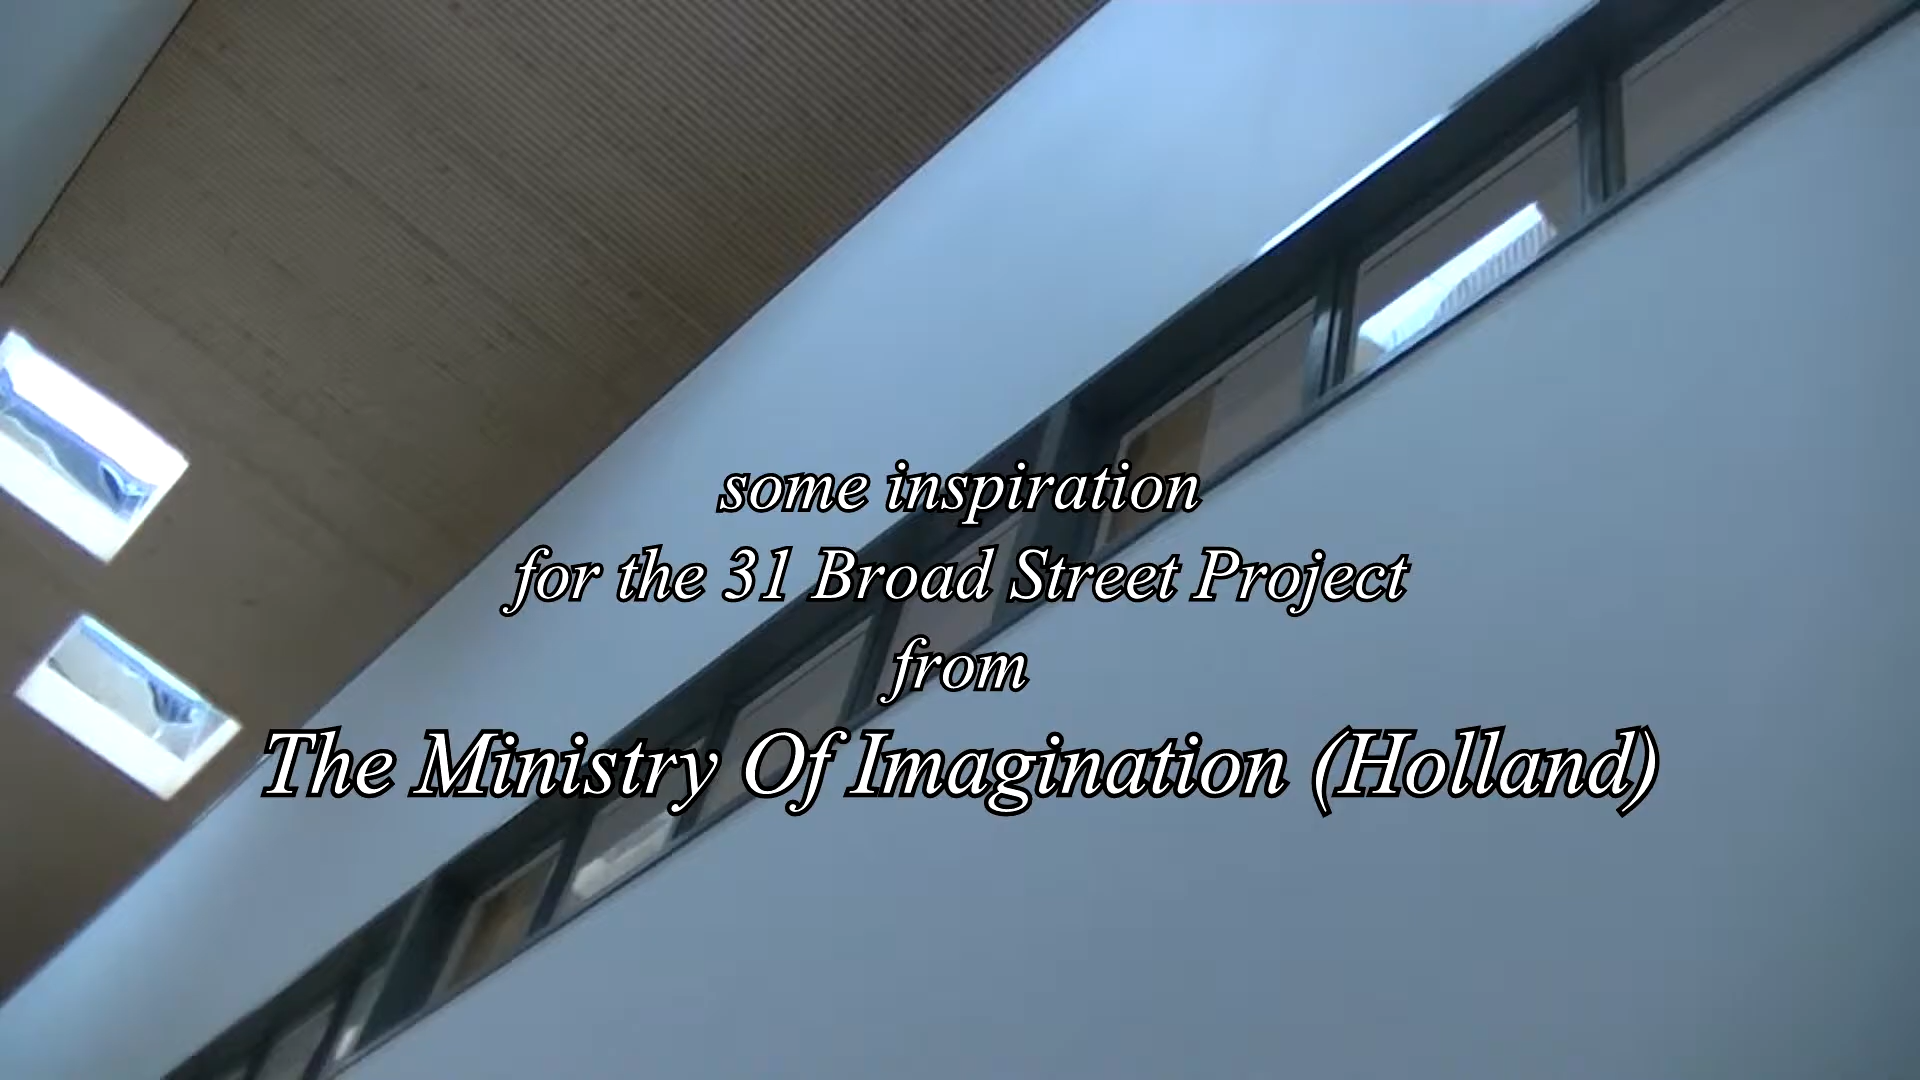 some inspiration
for the 31 Broad Street Project
from
The Ministry Of Imagination (Holland)